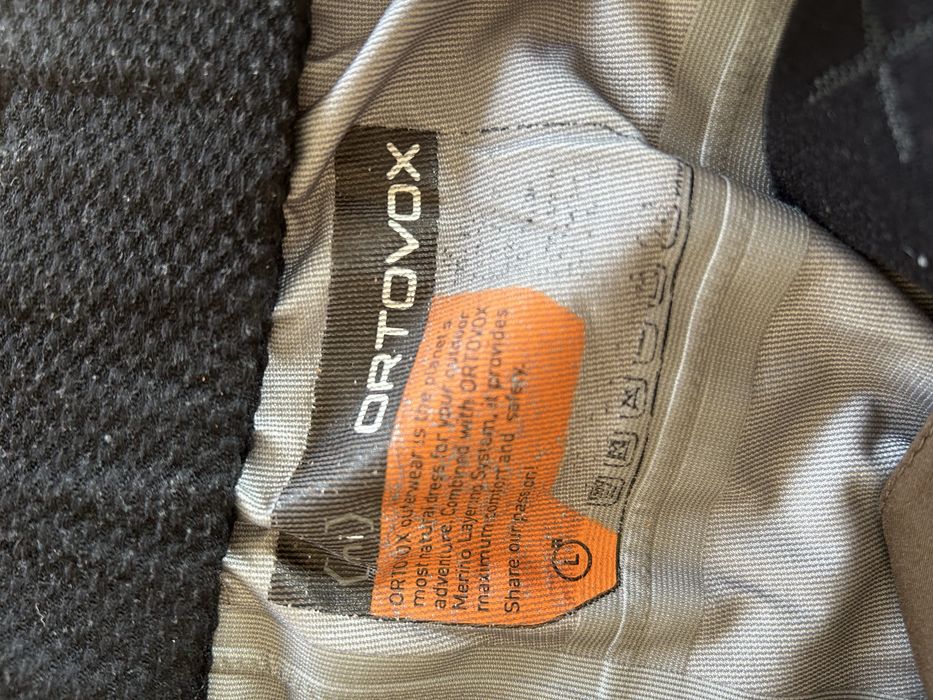 ORTOVOX
ORTOVOX outerwear is the planet's
most natural dress for your outdoor
adventure. Combined with ORTOVOX
Merino Layering System, it provides
maximum comfort and safety.
Share our passion!
L